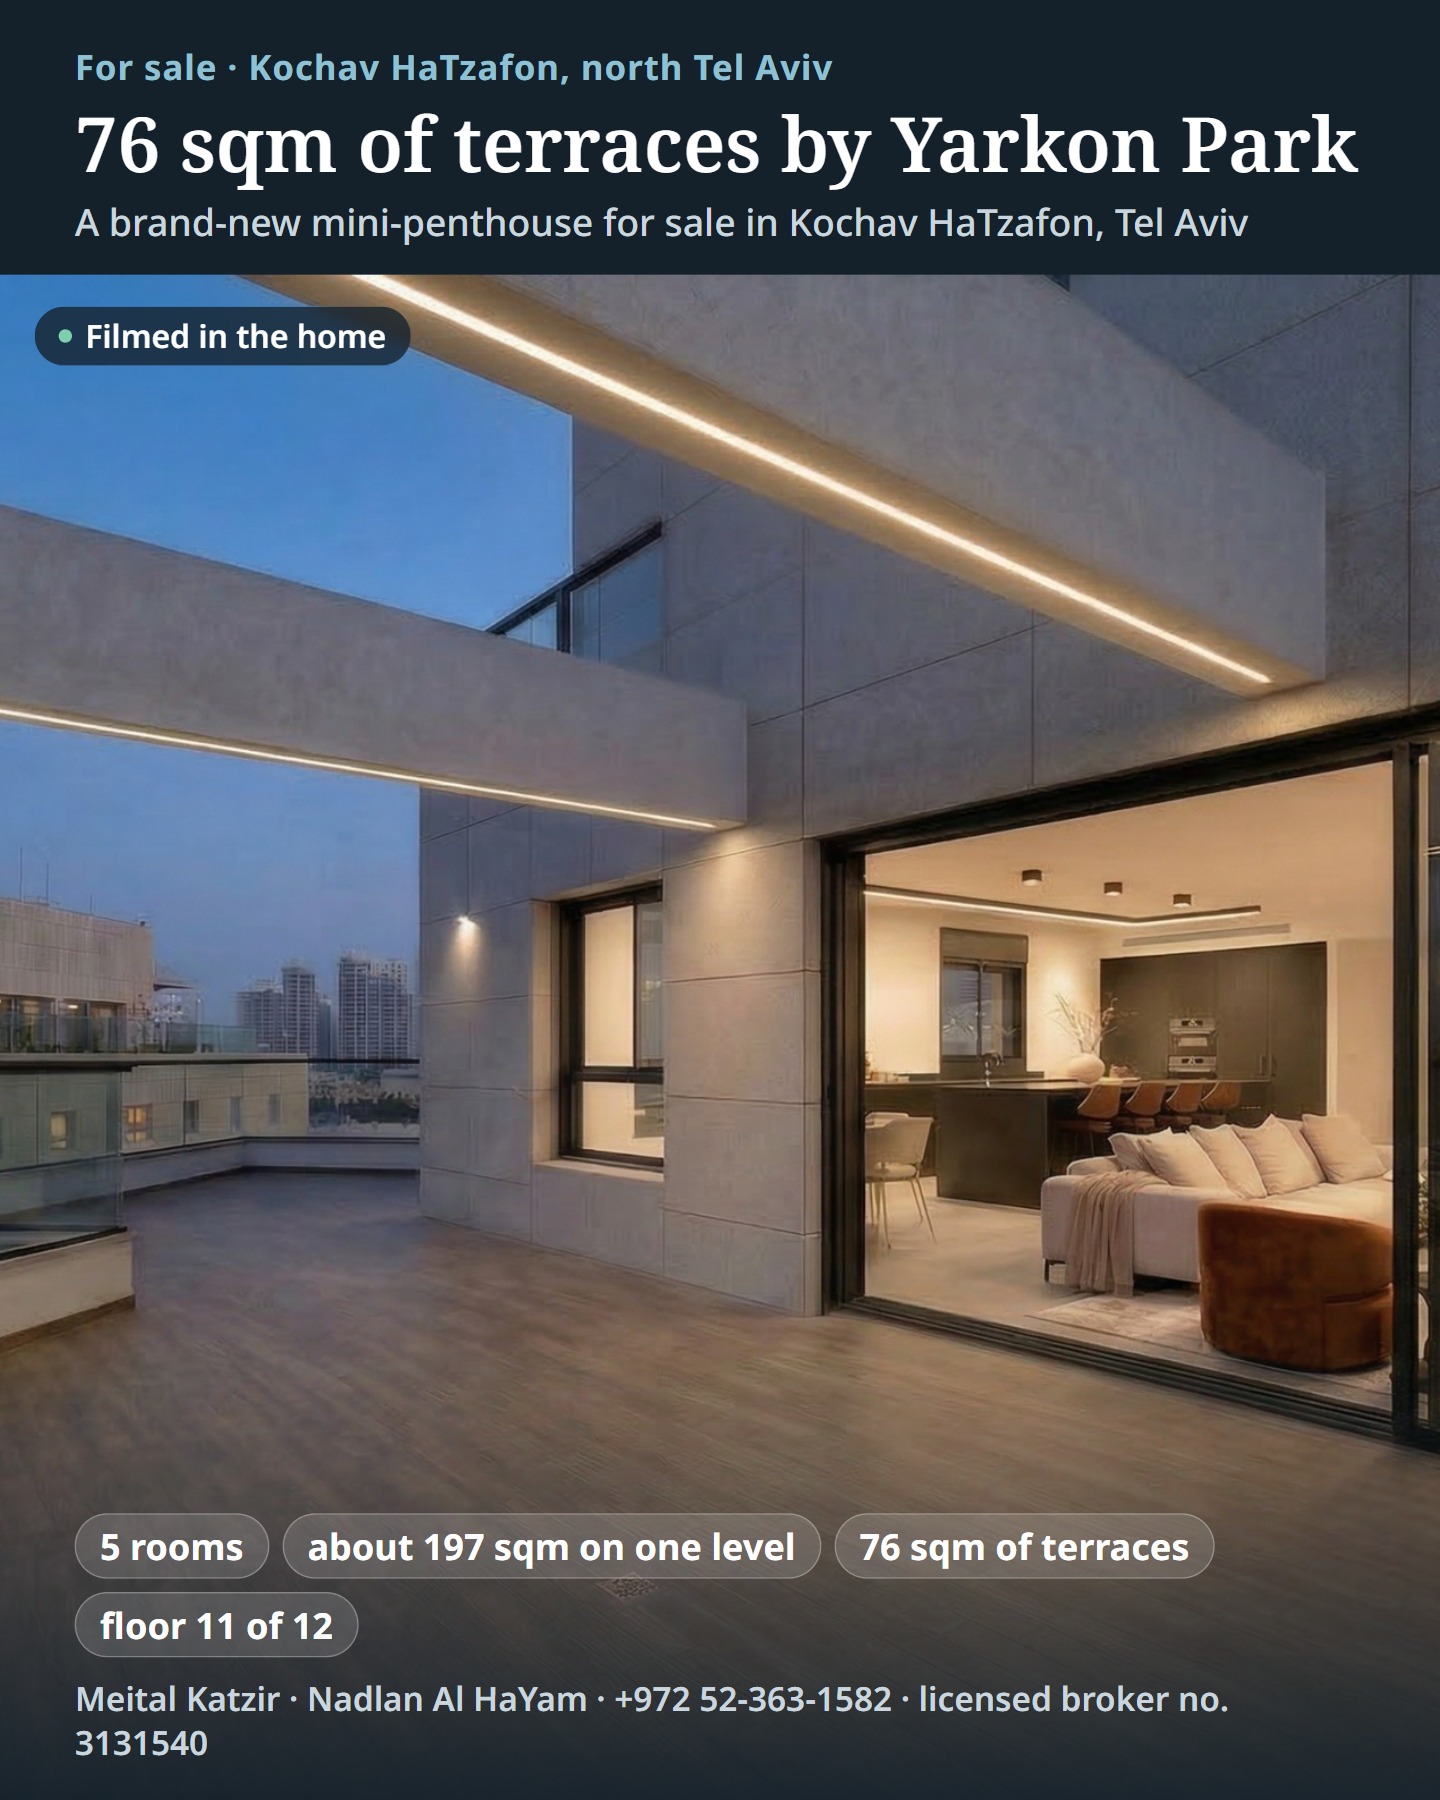 For sale · Kochav HaTzafon, north Tel Aviv
76 sqm of terraces by Yarkon Park
A brand-new mini-penthouse for sale in Kochav HaTzafon, Tel Aviv
Filmed in the home
5 rooms
about 197 sqm on one level
76 sqm of terraces
floor 11 of 12
Meital Katzir · Nadlan Al HaYam · +972 52-363-1582 · licensed broker no.
3131540